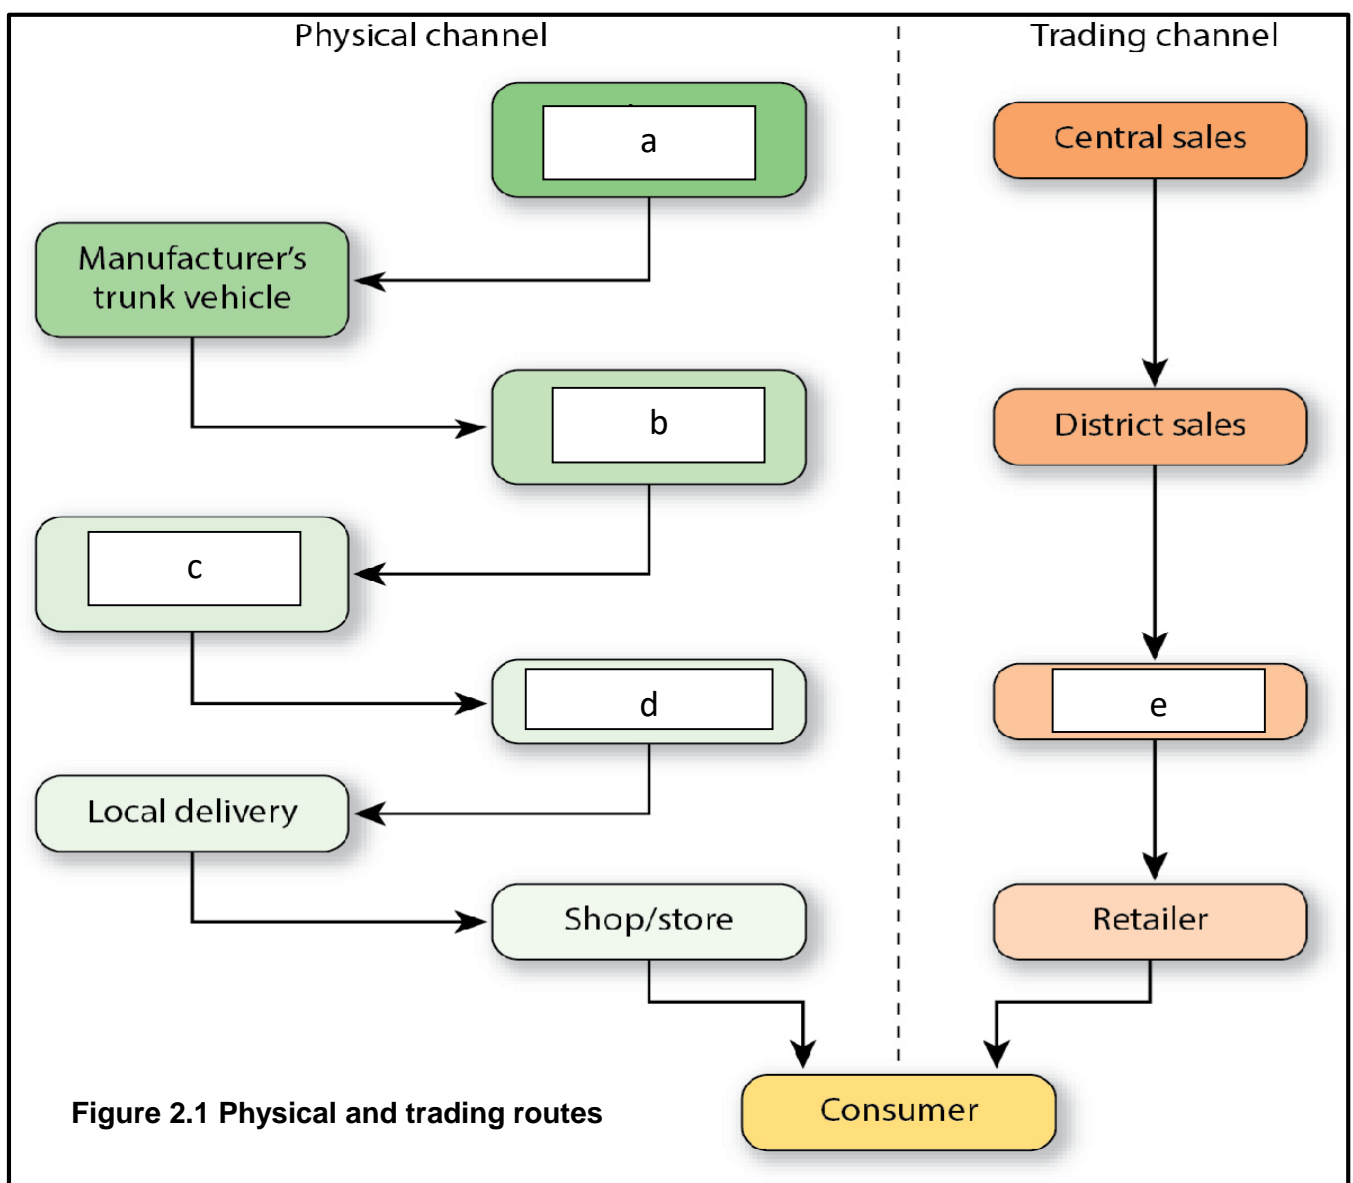 Physical channel
Trading channel
a
Central sales
Manufacturer's
trunk vehicle
b
District sales
c
d
e
Local delivery
Shop/store
Retailer
Consumer
Figure 2.1 Physical and trading routes